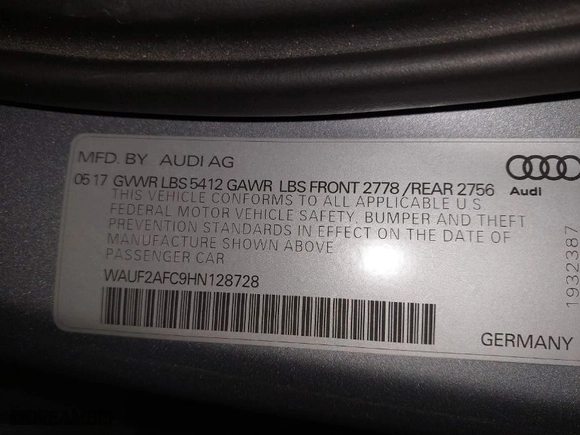 MFD. BY AUDI AG
05 17 GVWR LBS 5412 GAWR LBS FRONT 2778 /REAR 2756
THIS VEHICLE CONFORMS TO ALL APPLICABLE U.S.
FEDERAL MOTOR VEHICLE SAFETY, BUMPER AND THEFT
PREVENTION STANDARDS IN EFFECT ON THE DATE OF
MANUFACTURE SHOWN ABOVE
PASSENGER CAR
WAUF2AFC9HN128728
Audi
1932387
GERMANY